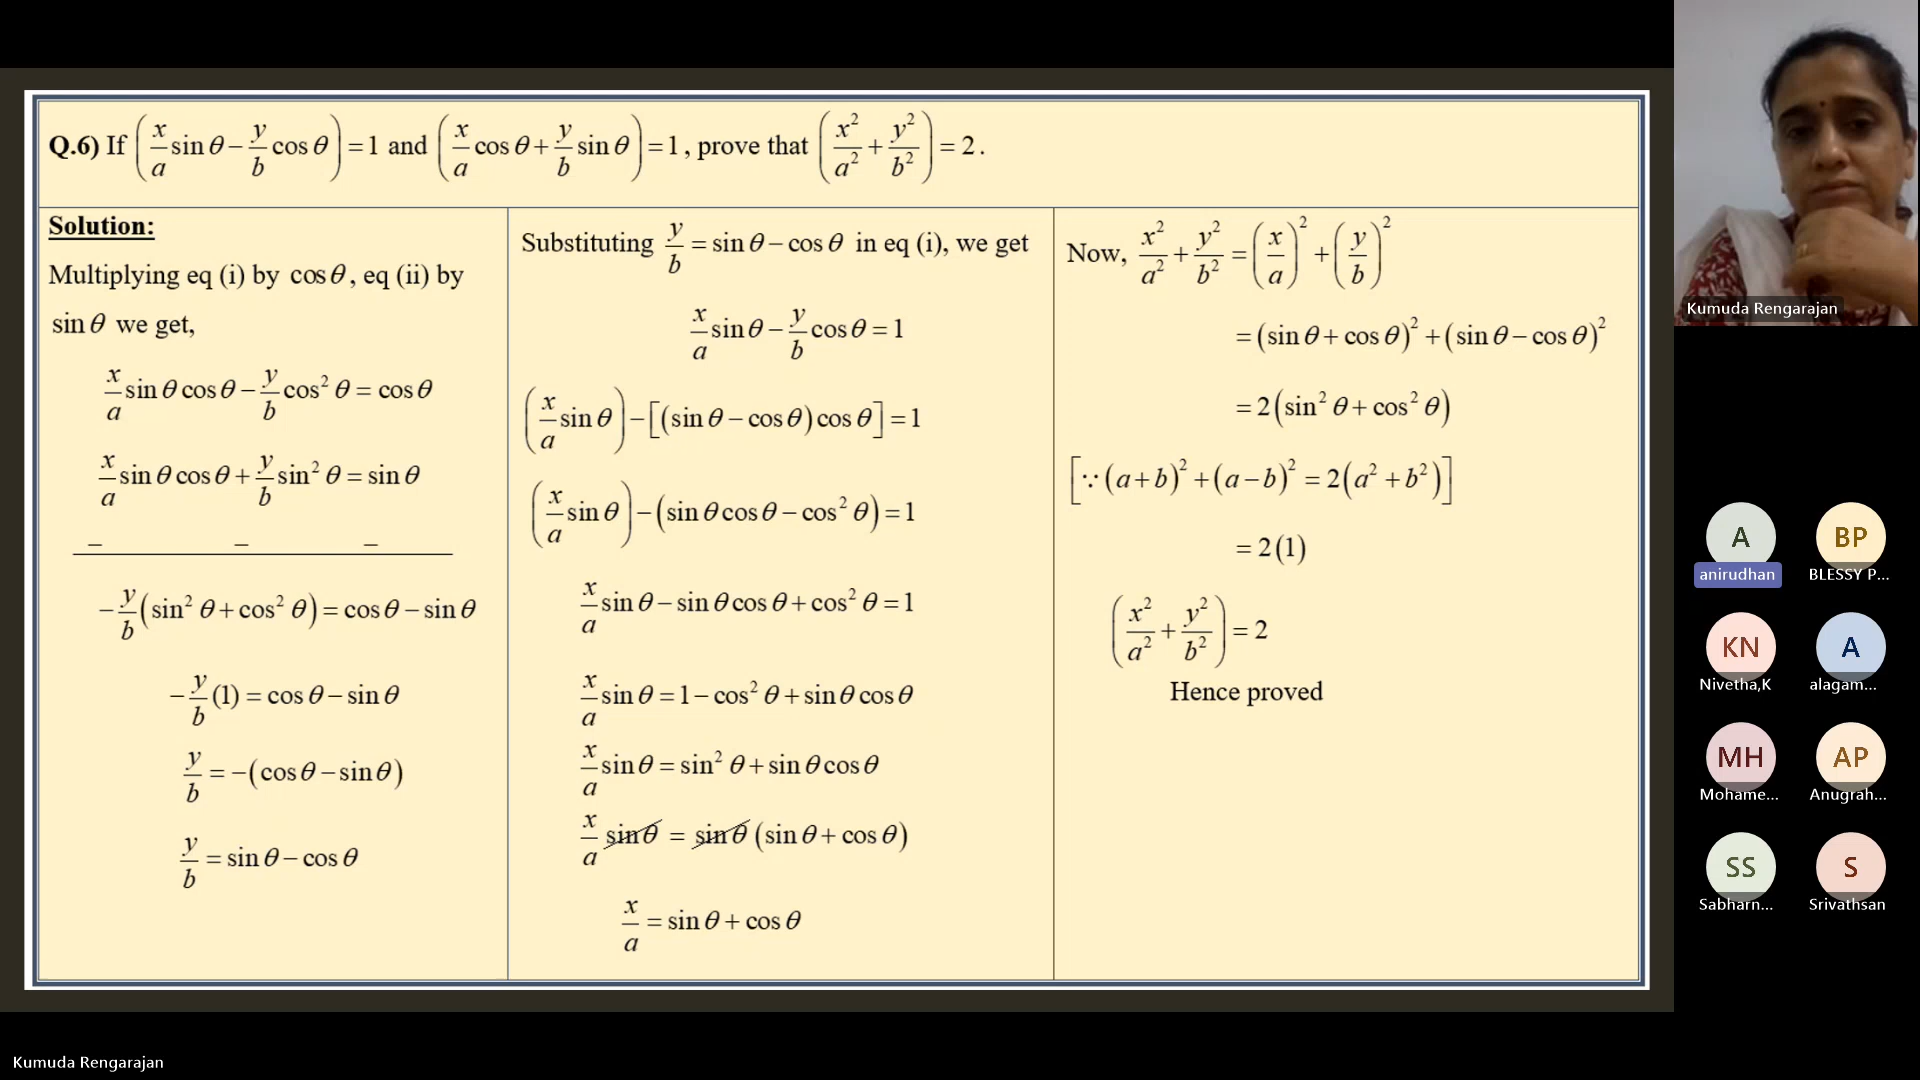 Q.6) If (x/a sin θ − y/b cos θ) = 1 and (x/a cos θ + y/b sin θ) = 1, prove that (x²/a² + y²/b²) = 2.
Solution:
Multiplying eq (i) by cos θ, eq (ii) by
sin θ we get,
x/a sin θ cos θ − y/b cos² θ = cos θ
x/a sin θ cos θ + y/b sin² θ = sin θ
− − −
−y/b (sin² θ + cos² θ) = cos θ − sin θ
−y/b (1) = cos θ − sin θ
y/b = −(cos θ − sin θ)
y/b = sin θ − cos θ
Substituting y/b = sin θ − cos θ in eq (i), we get
x/a sin θ − y/b cos θ = 1
(x/a sin θ) − [(sin θ − cos θ) cos θ] = 1
(x/a sin θ) − (sin θ cos θ − cos² θ) = 1
x/a sin θ − sin θ cos θ + cos² θ = 1
x/a sin θ = 1 − cos² θ + sin θ cos θ
x/a sin θ = sin² θ + sin θ cos θ
x/a sin θ = sin θ (sin θ + cos θ)
x/a = sin θ + cos θ
Now, x²/a² + y²/b² = (x/a)² + (y/b)²
= (sin θ + cos θ)² + (sin θ − cos θ)²
= 2(sin² θ + cos² θ)
[∵ (a + b)² + (a − b)² = 2(a² + b²)]
= 2(1)
(x²/a² + y²/b²) = 2
Hence proved
Kumuda Rengarajan
A BP
anirudhan BLESSY P...
KN A
Nivetha,K alagam...
MH AP
Mohame... Anugrah...
SS S
Sabharn... Srivathsan
Kumuda Rengarajan